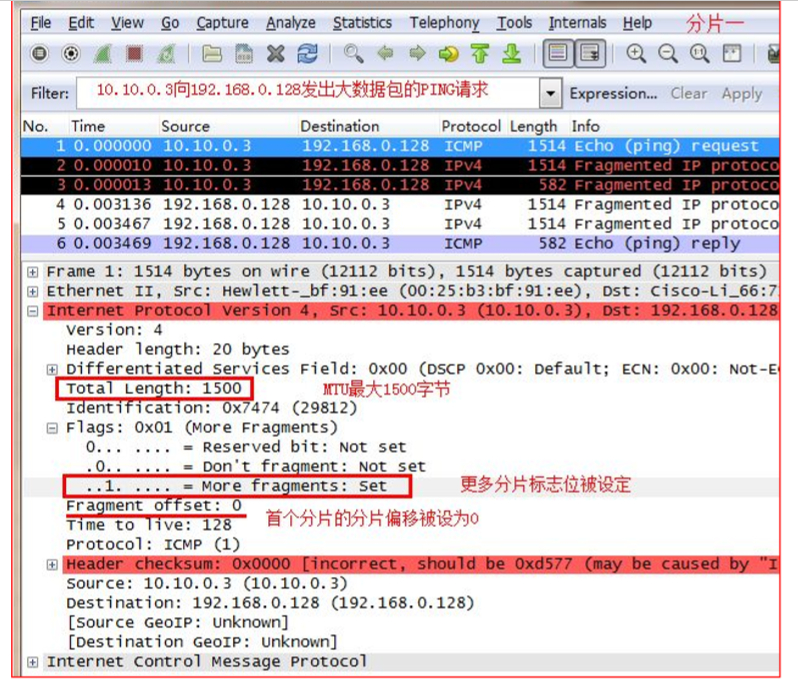 File Edit View Go Capture Analyze Statistics Telephony Tools Internals Help 分片一
Filter: 10.10.0.3向192.168.0.128发出大数据包的PING请求 Expression... Clear Apply
No. Time Source Destination Protocol Length Info
1 0.000000 10.10.0.3 192.168.0.128 ICMP 1514 Echo (ping) request
2 0.000010 10.10.0.3 192.168.0.128 IPv4 1514 Fragmented IP protoco
3 0.000013 10.10.0.3 192.168.0.128 IPv4 582 Fragmented IP protoco
4 0.003136 192.168.0.128 10.10.0.3 IPv4 1514 Fragmented IP protoco
5 0.003467 192.168.0.128 10.10.0.3 IPv4 1514 Fragmented IP protoco
6 0.003469 192.168.0.128 10.10.0.3 ICMP 582 Echo (ping) reply
Frame 1: 1514 bytes on wire (12112 bits), 1514 bytes captured (12112 bits)
Ethernet II, Src: Hewlett-_bf:91:ee (00:25:b3:bf:91:ee), Dst: Cisco-Li_66:7
Internet Protocol Version 4, Src: 10.10.0.3 (10.10.0.3), Dst: 192.168.0.128
Version: 4
Header length: 20 bytes
Differentiated Services Field: 0x00 (DSCP 0x00: Default; ECN: 0x00: Not-E
Total Length: 1500 MTU最大1500字节
Identification: 0x7474 (29812)
Flags: 0x01 (More Fragments)
0... .... = Reserved bit: Not set
.0.. .... = Don't fragment: Not set
..1. .... = More fragments: Set 更多分片标志位被设定
Fragment offset: 0 首个分片的分片偏移被设为0
Time to live: 128
Protocol: ICMP (1)
Header checksum: 0x0000 [incorrect, should be 0xd577 (may be caused by "I
Source: 10.10.0.3 (10.10.0.3)
Destination: 192.168.0.128 (192.168.0.128)
[Source GeoIP: Unknown]
[Destination GeoIP: Unknown]
Internet Control Message Protocol